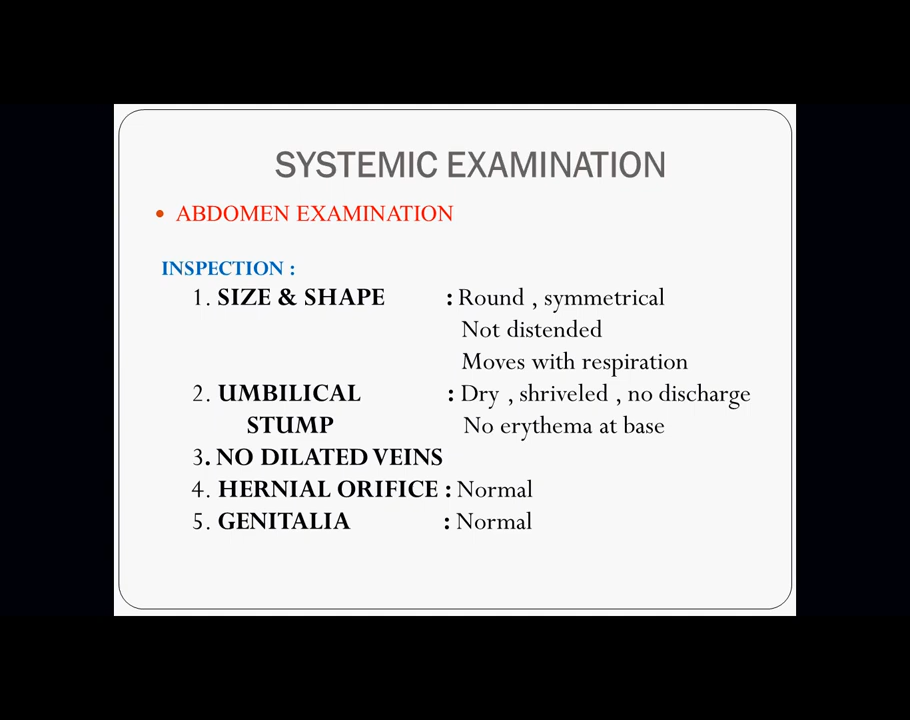 SYSTEMIC EXAMINATION
• ABDOMEN EXAMINATION
INSPECTION :
1. SIZE & SHAPE : Round , symmetrical
Not distended
Moves with respiration
2. UMBILICAL : Dry , shriveled , no discharge
STUMP No erythema at base
3. NO DILATED VEINS
4. HERNIAL ORIFICE : Normal
5. GENITALIA : Normal